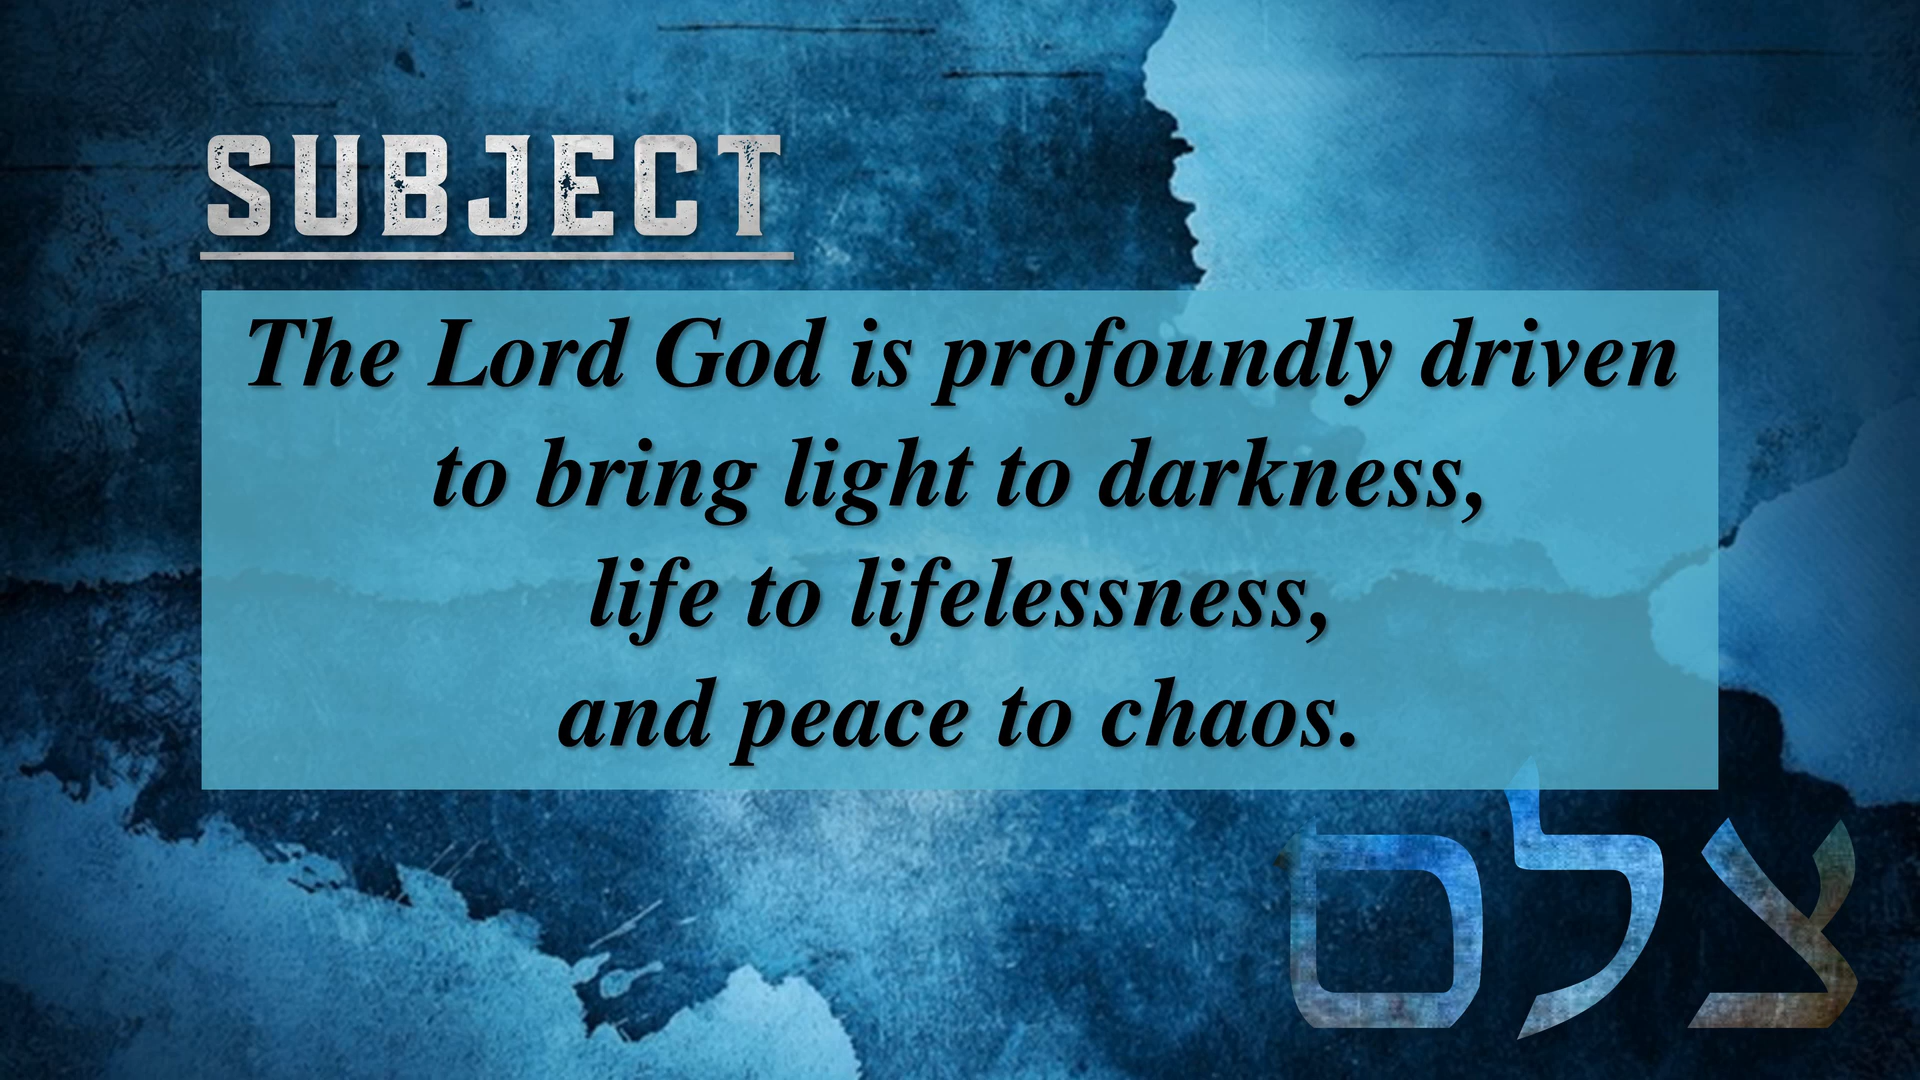 SUBJECT
The Lord God is profoundly driven
to bring light to darkness,
life to lifelessness,
and peace to chaos.
צלם